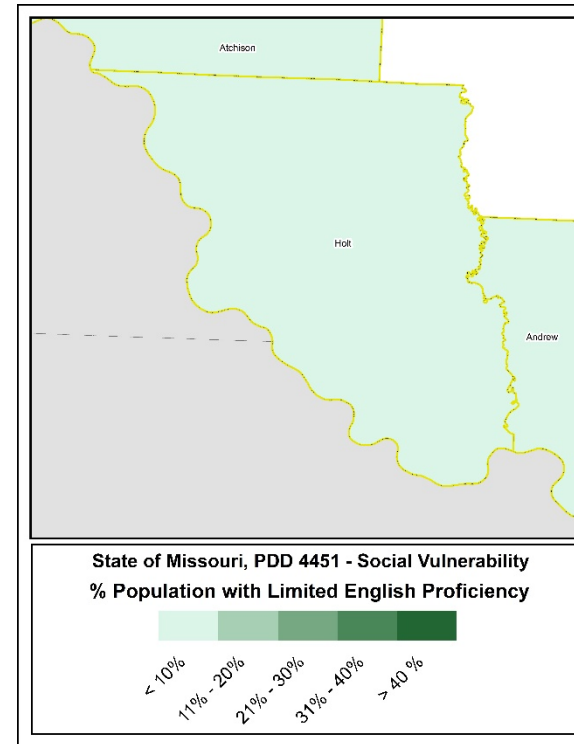 Atchison
Holt
Andrew
State of Missouri, PDD 4451 - Social Vulnerability
% Population with Limited English Proficiency
< 10%
11% - 20%
21% - 30%
31% - 40%
> 40 %